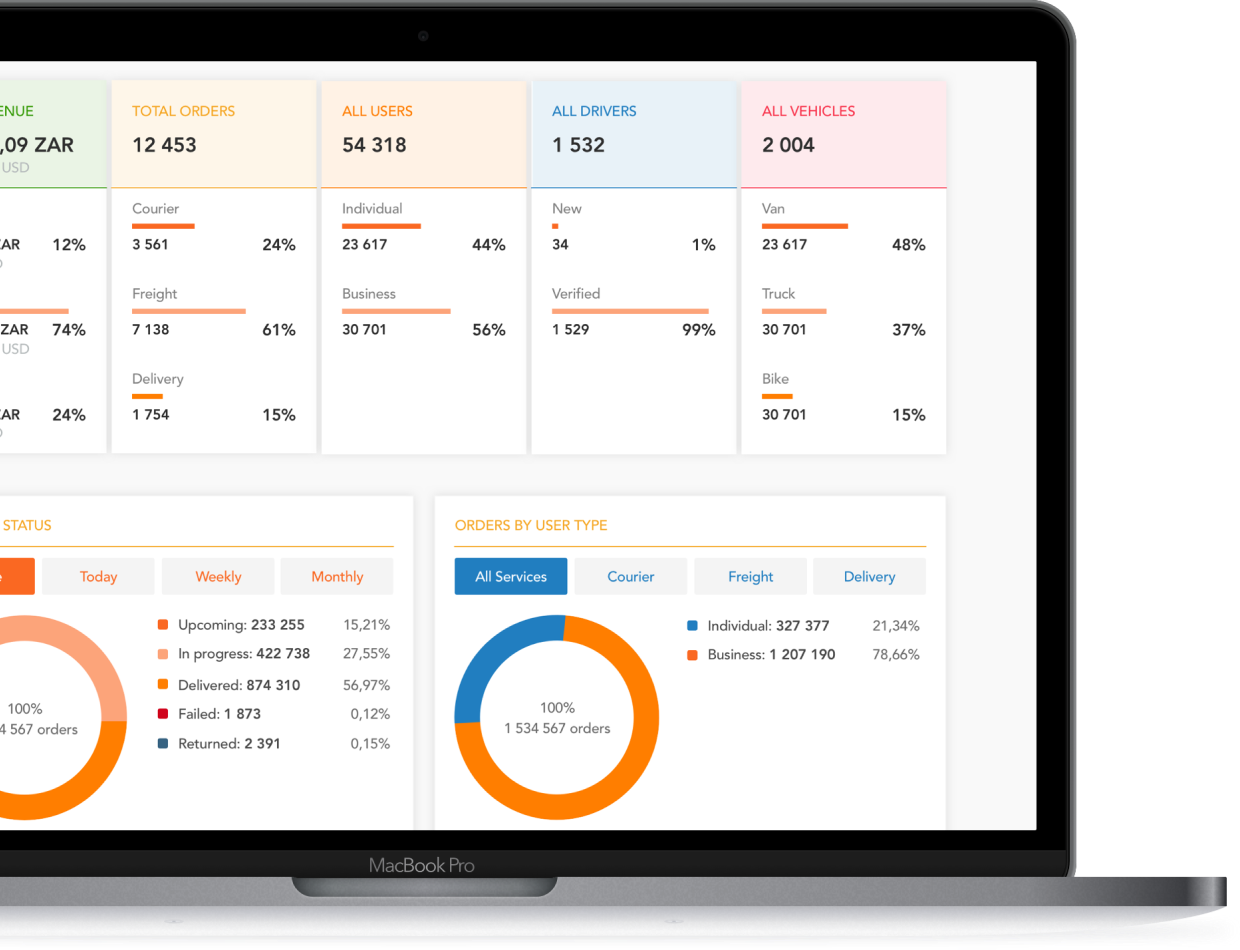 ENUE
,09 ZAR
USD
AR 12%
ZAR 74%
USD
AR 24%
TOTAL ORDERS
12 453
Courier
3 561 24%
Freight
7 138 61%
Delivery
1 754 15%
ALL USERS
54 318
Individual
23 617 44%
Business
30 701 56%
ALL DRIVERS
1 532
New
34 1%
Verified
1 529 99%
ALL VEHICLES
2 004
Van
23 617 48%
Truck
30 701 37%
Bike
30 701 15%
STATUS
Today Weekly Monthly
Upcoming: 233 255 15,21%
In progress: 422 738 27,55%
Delivered: 874 310 56,97%
Failed: 1 873 0,12%
Returned: 2 391 0,15%
100%
4 567 orders
ORDERS BY USER TYPE
All Services Courier Freight Delivery
Individual: 327 377 21,34%
Business: 1 207 190 78,66%
100%
1 534 567 orders
MacBook Pro